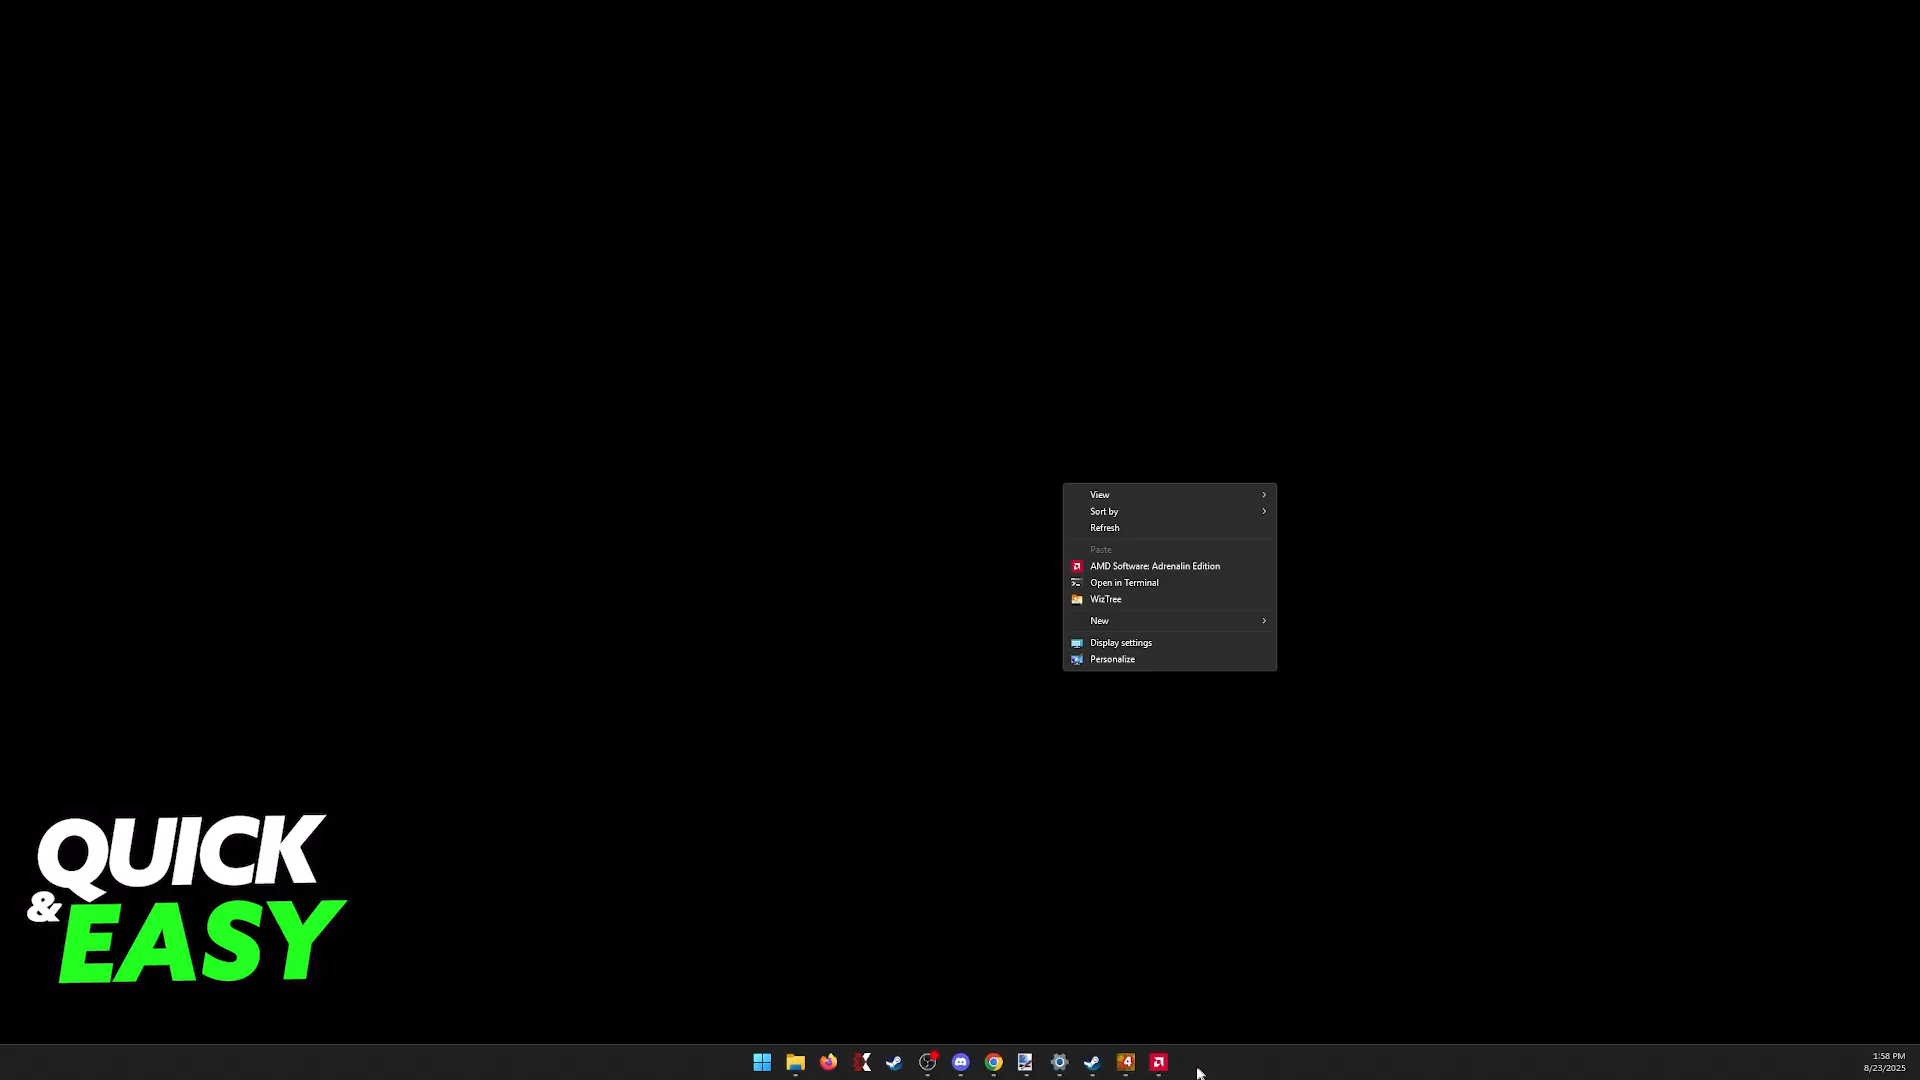 View
Sort by
Refresh
Paste
AMD Software: Adrenalin Edition
Open in Terminal
WizTree
New
Display settings
Personalize
QUICK
&EASY
4
1:58 PM
8/23/2025